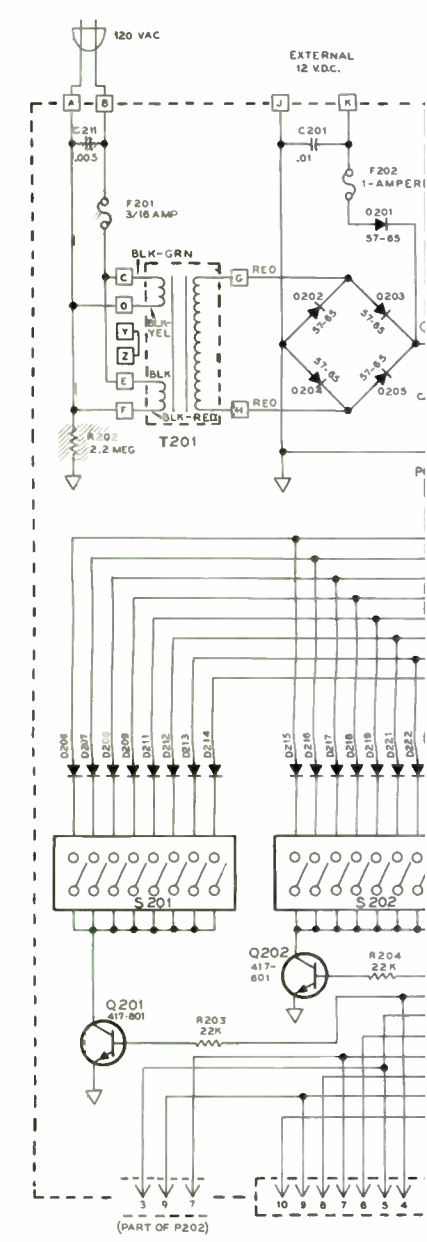 120 VAC
EXTERNAL
12 V.D.C.
A B J K
C211
.005
C201
.01
F202
1-AMPERE
F201
3/16 AMP
D201
57-65
BLK-GRN
C
G RED
D202
57-65
D203
57-65
D
BLK-YEL
Y
Z
BLK
E
57-65
D204
57-65
D205
F
BLK-RED
H RED
R202
2.2 MEG
T201
D206 D207 D208 D209 D211 D212 D213 D214
D215 D216 D217 D218 D219 D221 D222
S201
S202
Q202
417-801
R204
22K
Q201
417-801
R203
22K
3 9 7
10 9 8 7 6 5 4
(PART OF P202)